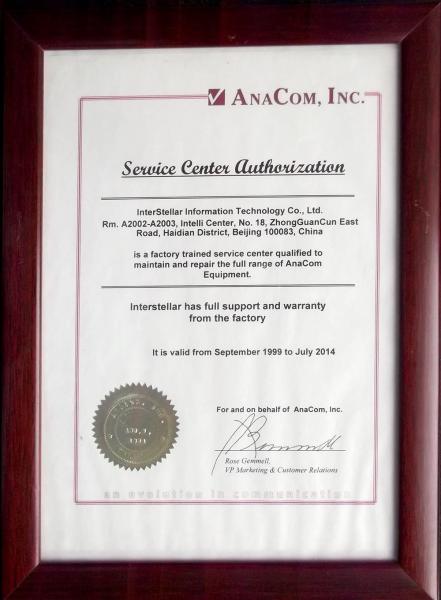 ANACOM, INC.
Service Center Authorization
InterStellar Information Technology Co., Ltd.
Rm. A2002-A2003, Intelli Center, No. 18, ZhongGuanCun East
Road, Haidian District, Beijing 100083, China
is a factory trained service center qualified to
maintain and repair the full range of AnaCom
Equipment.
Interstellar has full support and warranty
from the factory
It is valid from September 1999 to July 2014
For and on behalf of AnaCom, Inc.
Rose Gemmell,
VP Marketing & Customer Relations
an evolution in communication